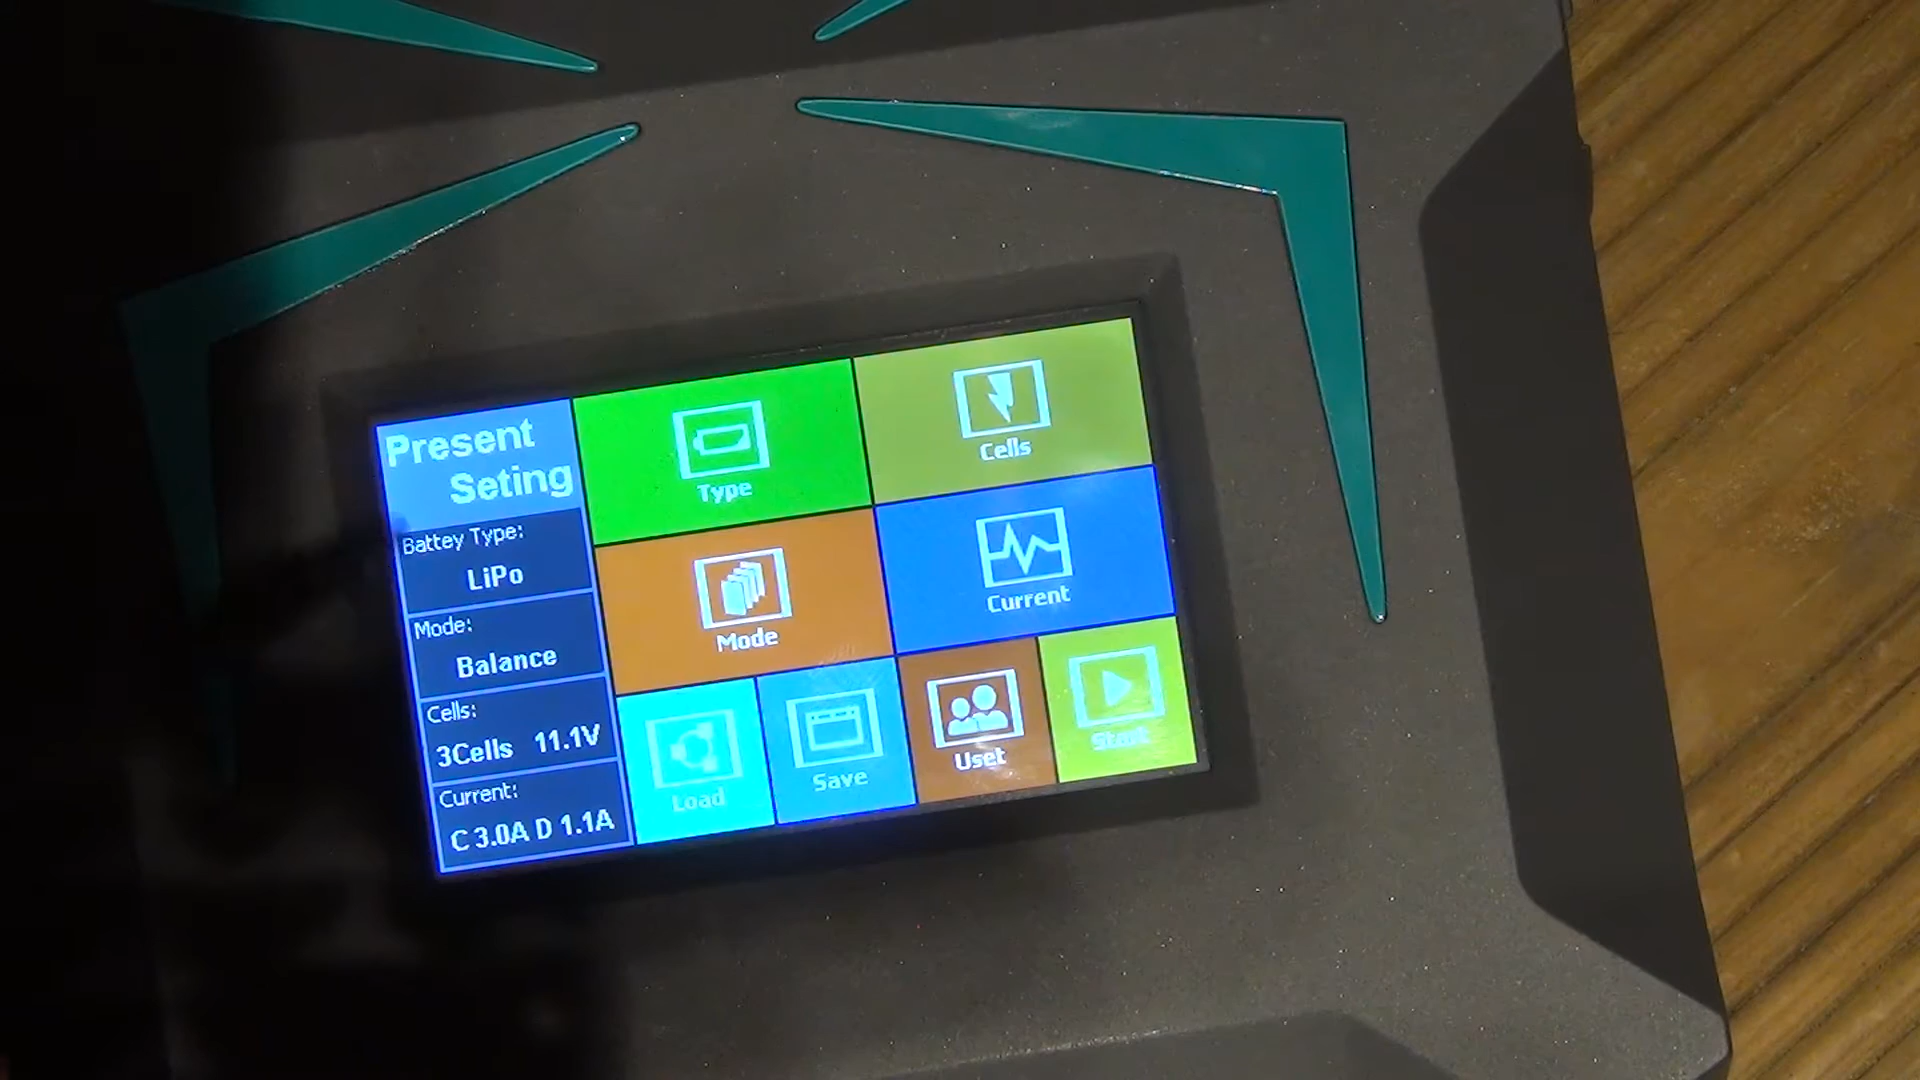 Present
Seting
Battey Type:
LiPo
Mode:
Balance
Cells:
3Cells 11.1V
Current:
C 3.0A D 1.1A
Type
Cells
Mode
Current
Load
Save
Uset
Start